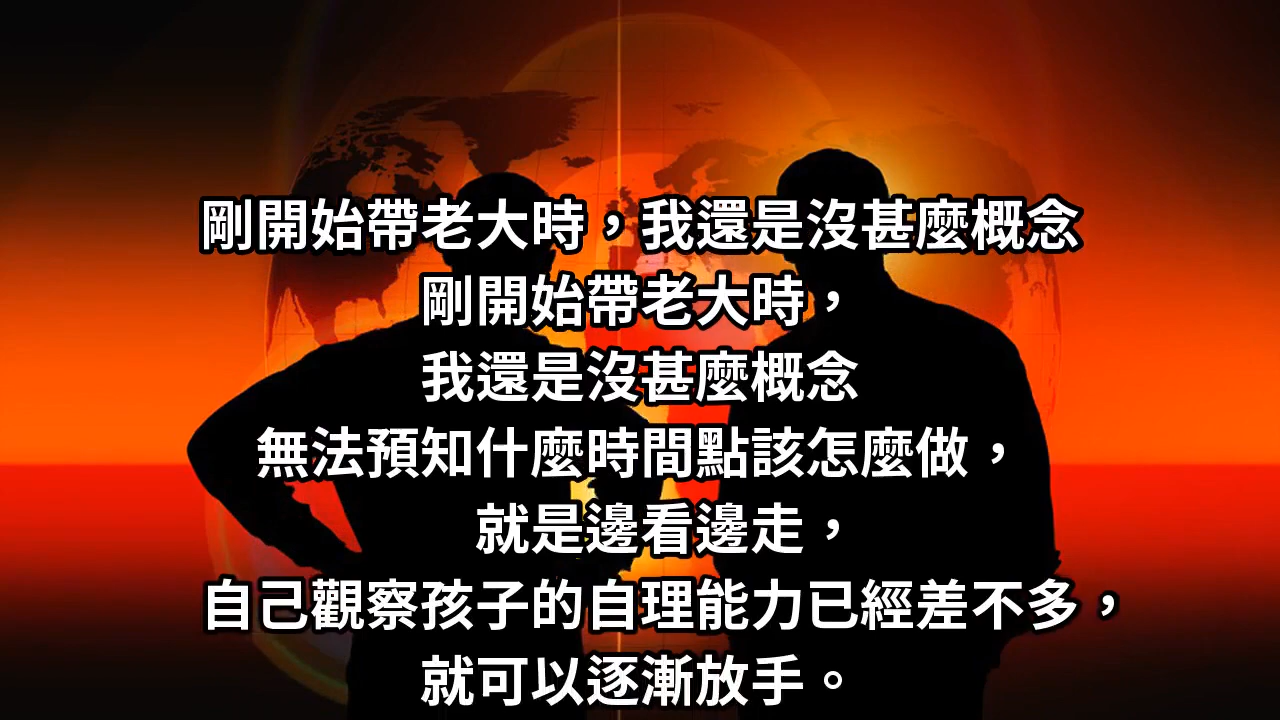 剛開始帶老大時，我還是沒甚麼概念
剛開始帶老大時，
我還是沒甚麼概念
無法預知什麼時間點該怎麼做，
就是邊看邊走，
自己觀察孩子的自理能力已經差不多，
就可以逐漸放手。